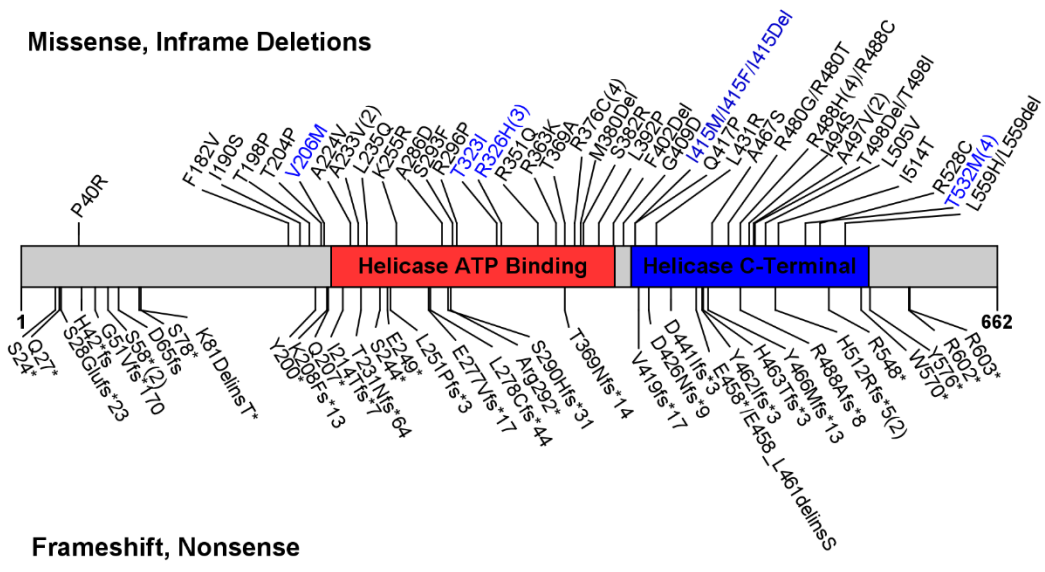 Missense, Inframe Deletions
P40R
F182V
I190S
T198P
T204P
V206M
A224V
A233V(2)
L235Q
K255R
A286D
S293F
R296P
T323I
R326H(3)
R351Q
R363K
T369A
R376C(4)
M380Del
S382R
L392P
F402Del
G409D
I415M/I415F/I415Del
Q417P
L431R
A467S
R480G/R480T
R488H(4)/R488C
I494S
A497V(2)
T498Del/T498I
L505V
I514T
R528C
T532M(4)
L559H/L559del
Helicase ATP Binding
Helicase C-Terminal
1
662
S24*
Q27*
S28Glufs*23
H42*fs
G51Vfs*170
S58*(2)
D65fs
S78*
K81DelinsT*
Y200*
K208Fs*13
Q207*
I214Tfs*7
T231Nfs*64
S244*
E249*
L251Pfs*3
E277Vfs*17
L278Cfs*44
Arg292*
S290Hfs*31
T369Nfs*14
V419fs*17
D426Nfs*9
D441Ifs*3
E458*/E458_L461delinsS
Y462Ifs*3
H463Tfs*3
Y466Mfs*13
R488Afs*8
H512Rfs*5(2)
R548*
W570*
Y576*
R602*
R603*
Frameshift, Nonsense